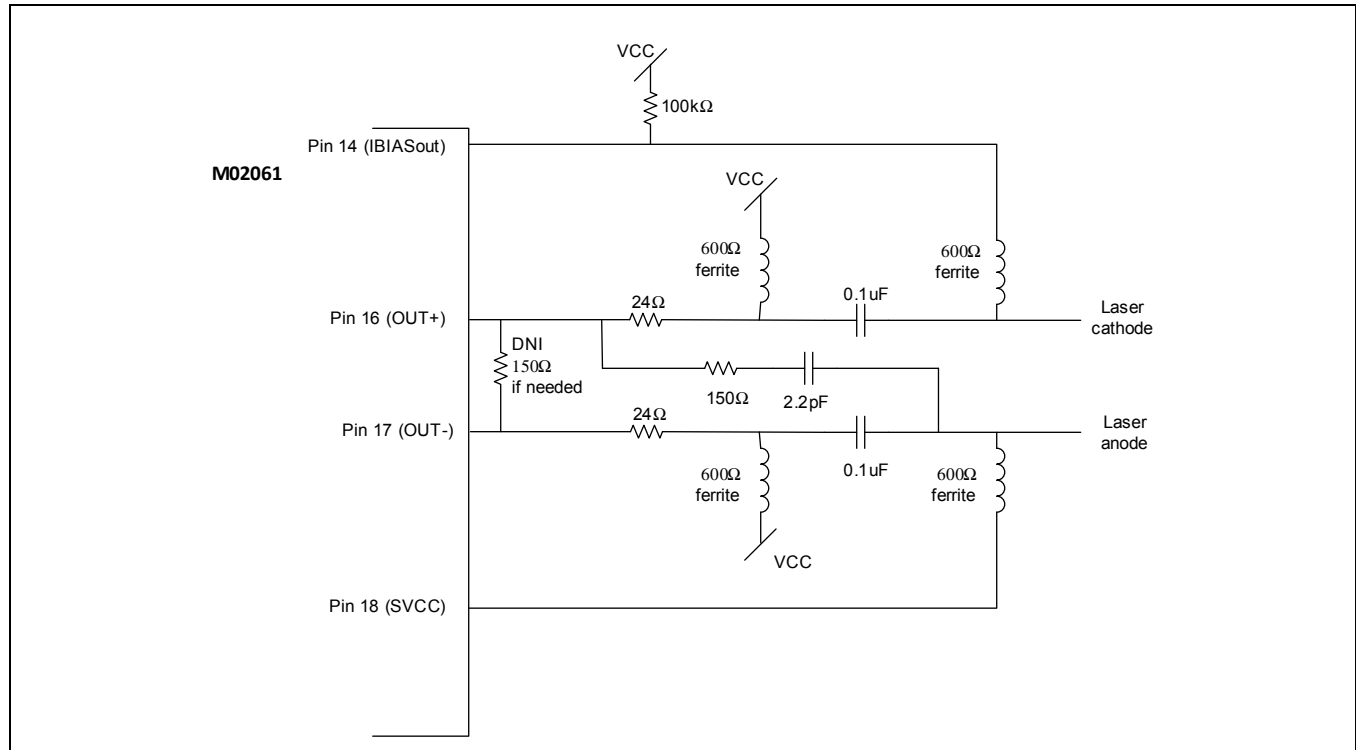 VCC
100kΩ
Pin 14 (IBIASout)
M02061
VCC
600Ω
ferrite
600Ω
ferrite
0.1uF
24Ω
Pin 16 (OUT+)
Laser
cathode
DNI
150Ω
if needed
150Ω
2.2pF
24Ω
Pin 17 (OUT-)
Laser
anode
0.1uF
600Ω
ferrite
600Ω
ferrite
VCC
Pin 18 (SVCC)